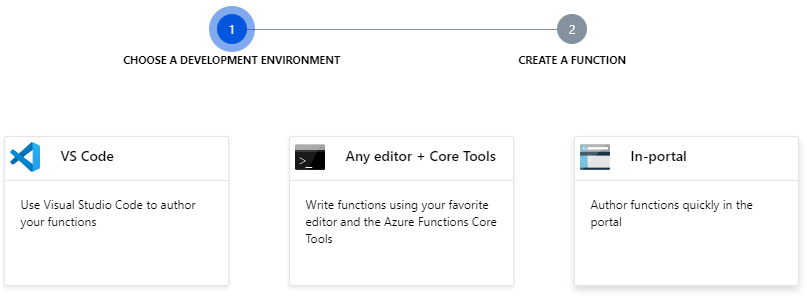 1
2
CHOOSE A DEVELOPMENT ENVIRONMENT
CREATE A FUNCTION
VS Code
Use Visual Studio Code to author
your functions
>_
Any editor + Core Tools
Write functions using your favorite
editor and the Azure Functions Core
Tools
In-portal
Author functions quickly in the
portal